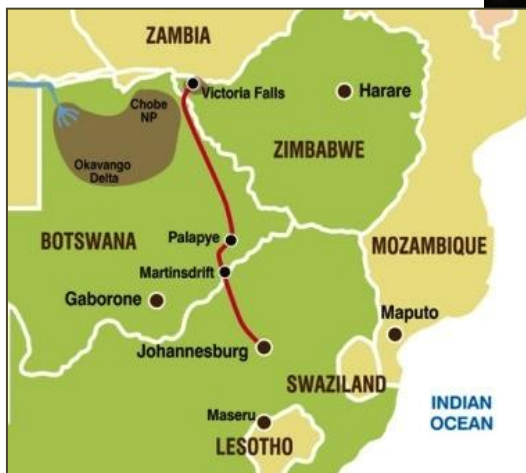 ZAMBIA
Victoria Falls
Harare
Chobe
NP
ZIMBABWE
Okavango
Delta
BOTSWANA
Palapye
MOZAMBIQUE
Martinsdrift
Gaborone
Maputo
Johannesburg
SWAZILAND
INDIAN
OCEAN
Maseru
LESOTHO